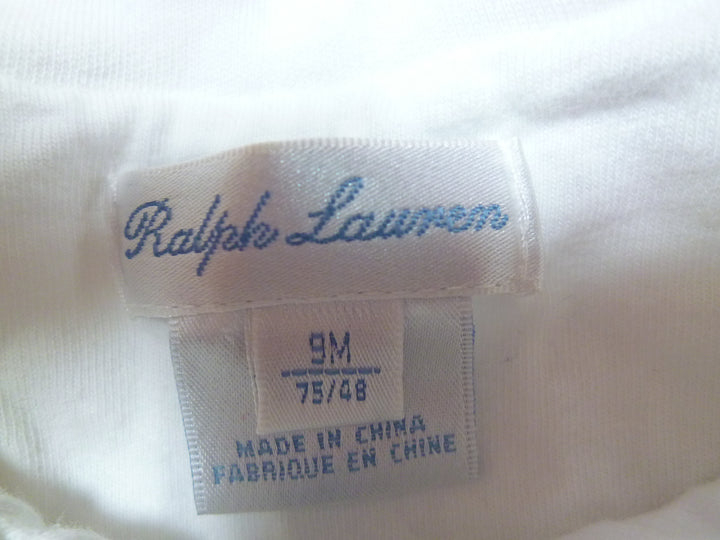 Ralph Lauren
9M
75/48
MADE IN CHINA
FABRIQUE EN CHINE